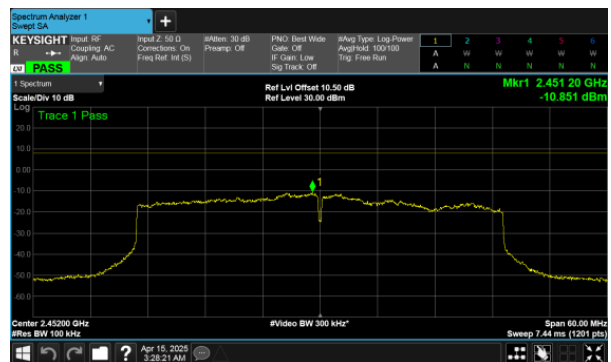 Spectrum Analyzer 1
Swept SA
+
KEYSIGHT Input: RF Input Z: 50 Ω #Atten: 30 dB PNO: Best Wide #Avg Type: Log-Power 1 2 3 4 5 6
R Coupling: AC Corrections: On Preamp: Off Gate: Off Avg|Hold: 100/100 A W W W W W
Align: Auto Freq Ref: Int (S) IF Gain: Low Trig: Free Run
LXI PASS Sig Track: Off A N N N N N
1 Spectrum Ref Lvl Offset 10.50 dB Mkr1 2.451 20 GHz
Scale/Div 10 dB Ref Level 30.00 dBm -10.851 dBm
Log
Trace 1 Pass
20.0
10.0
0.00
1
-10.0
-20.0
-30.0
-40.0
-50.0
-60.0
Center 2.45200 GHz #Video BW 300 kHz* Span 60.00 MHz
#Res BW 100 kHz Sweep 7.44 ms (1201 pts)
? Apr 15, 2025
3:28:21 AM